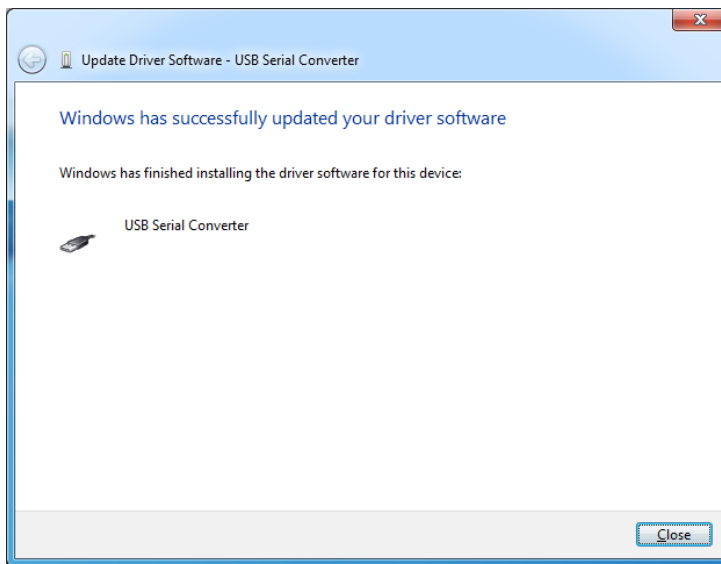 Update Driver Software - USB Serial Converter
Windows has successfully updated your driver software
Windows has finished installing the driver software for this device:
USB Serial Converter
Close